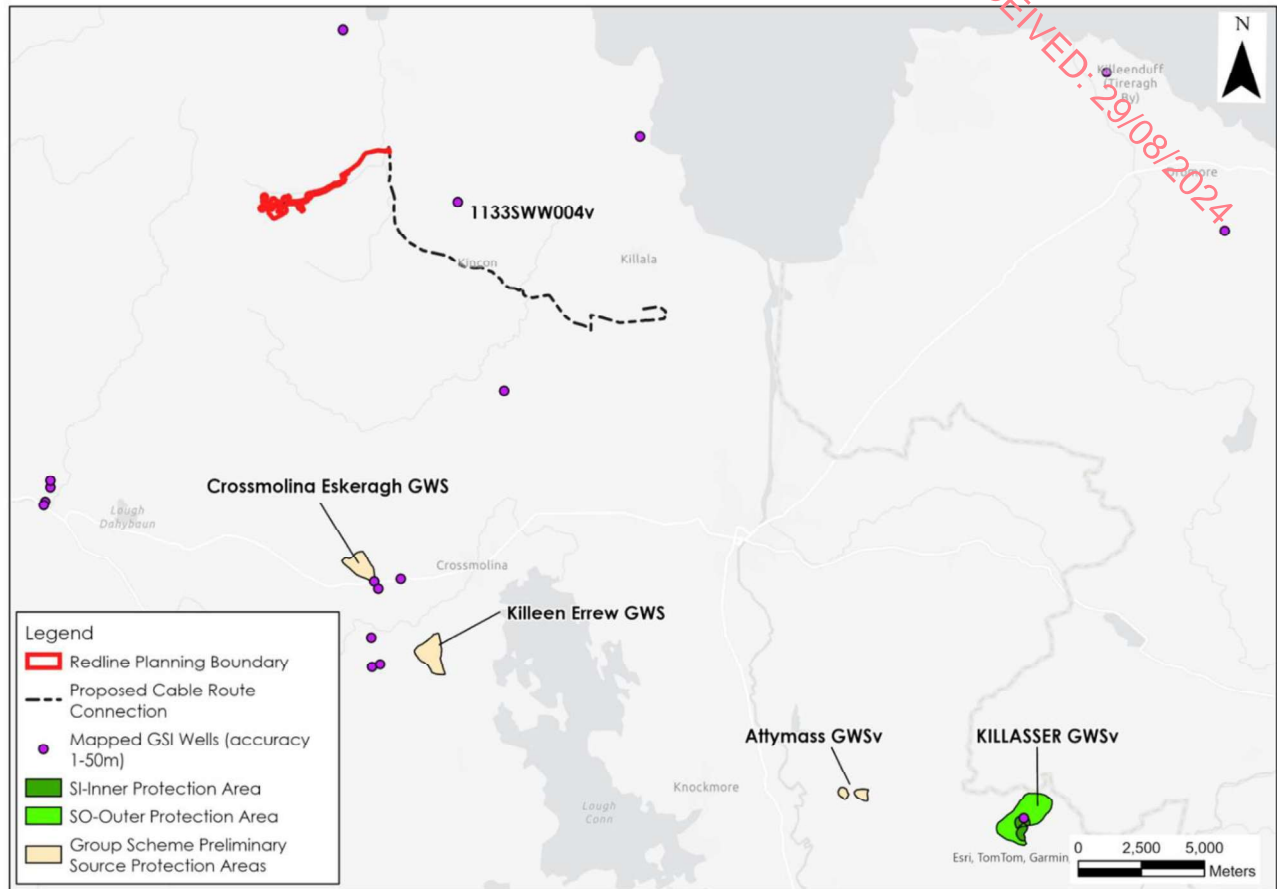 CEIVED: 29/08/2024
N
Killeenduff
(Tireragh
By)
1133SWW004v
Kincon
Killala
Crossmolina Eskeragh GWS
Lough
Dahybaun
Crossmolina
Killeen Errew GWS
Attymass GWSv
KILLASSER GWSv
Knockmore
Lough
Conn
Legend
Redline Planning Boundary
Proposed Cable Route
Connection
Mapped GSI Wells (accuracy
1-50m)
SI-Inner Protection Area
SO-Outer Protection Area
Group Scheme Preliminary
Source Protection Areas
0 2,500 5,000
Meters
Esri, TomTom, Garmin,